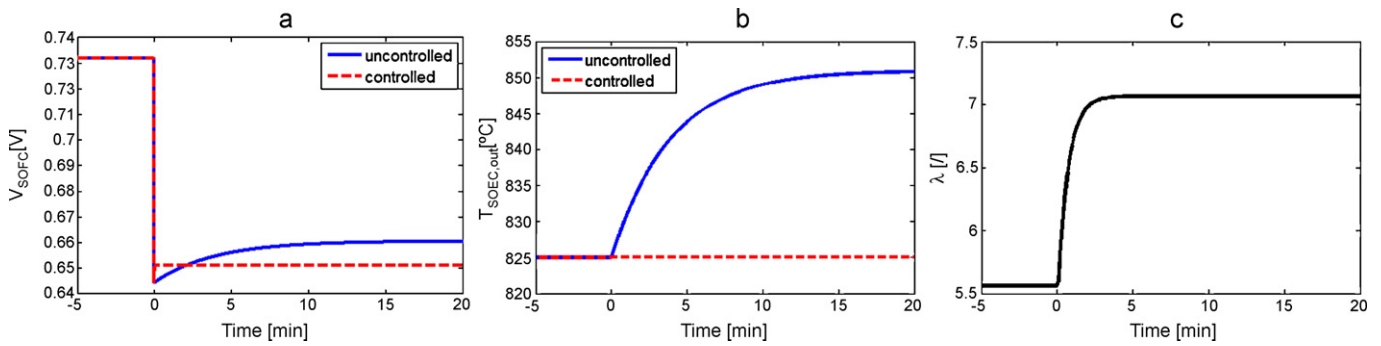 a
0.74
0.73
0.72
0.71
0.7
0.69
0.68
0.67
0.66
0.65
0.64
V_SOFC[V]
uncontrolled
controlled
-5 0 5 10 15 20
Time [min]
b
855
850
845
840
835
830
825
820
T_SOEC,out[ºC]
uncontrolled
controlled
-5 0 5 10 15 20
Time [min]
c
7.5
7
6.5
6
5.5
λ [/]
-5 0 5 10 15 20
Time [min]